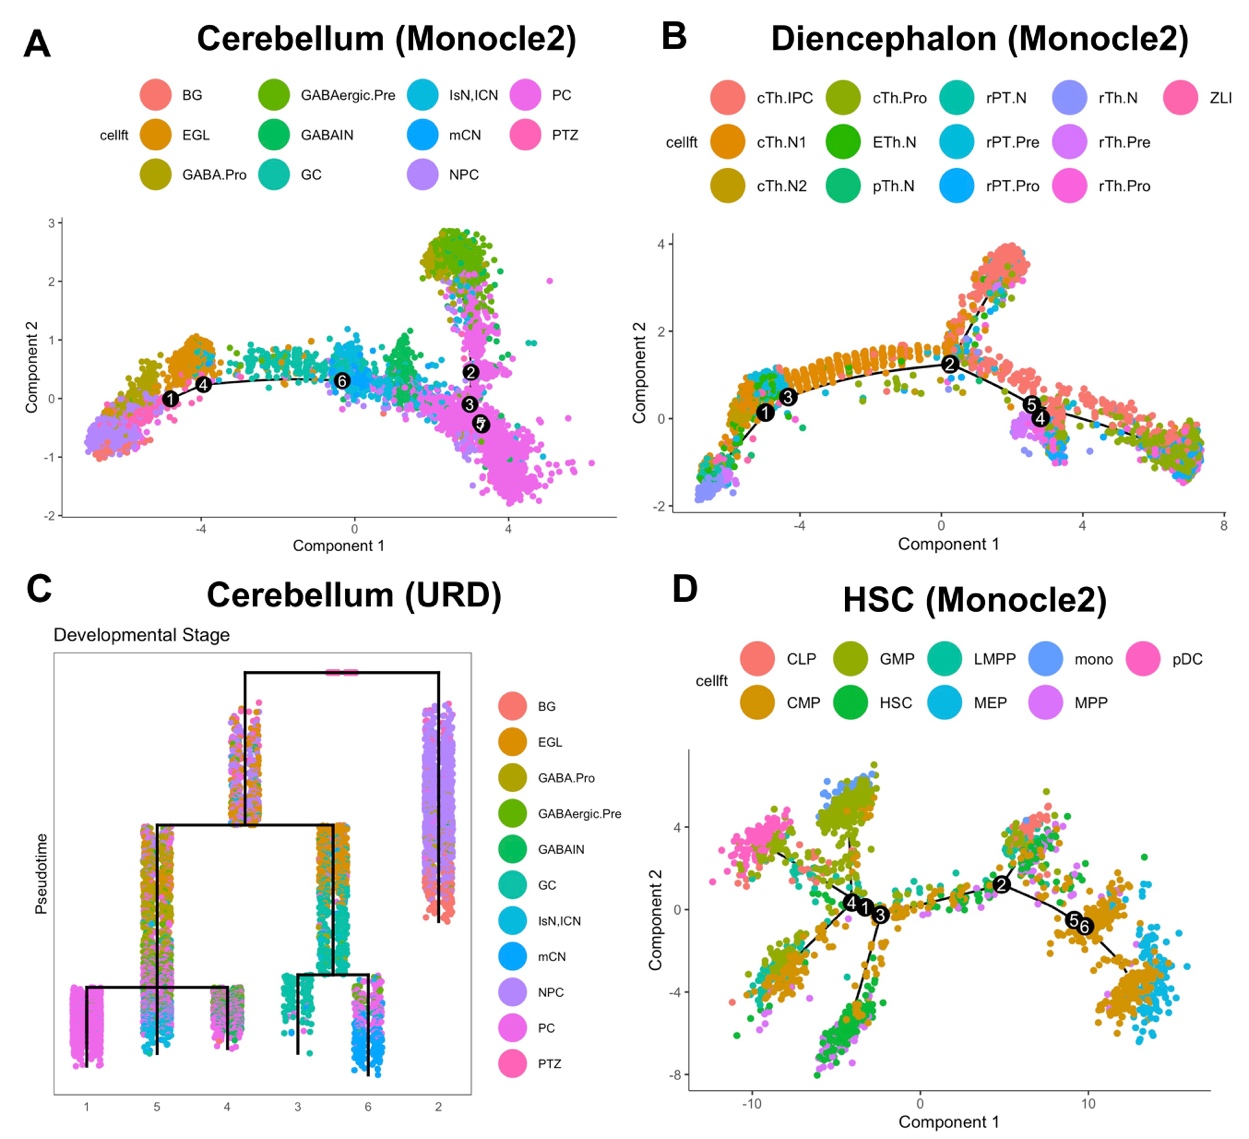 A
Cerebellum (Monocle2)
cellft
BG
GABAergic.Pre
IsN,ICN
PC
EGL
GABAIN
mCN
PTZ
GABA.Pro
GC
NPC
Component 2
3
2
1
0
-1
-2
1
4
6
2
3
5
7
-4
0
4
Component 1
B
Diencephalon (Monocle2)
cellft
cTh.IPC
cTh.Pro
rPT.N
rTh.N
ZLI
cTh.N1
ETh.N
rPT.Pre
rTh.Pre
cTh.N2
pTh.N
rPT.Pro
rTh.Pro
Component 2
4
2
0
-2
1
3
2
5
4
-4
0
4
8
Component 1
C
Cerebellum (URD)
Developmental Stage
Pseudotime
1
5
4
3
6
2
BG
EGL
GABA.Pro
GABAergic.Pre
GABAIN
GC
IsN,ICN
mCN
NPC
PC
PTZ
D
HSC (Monocle2)
cellft
CLP
GMP
LMPP
mono
pDC
CMP
HSC
MEP
MPP
Component 2
4
0
-4
-8
4
1
3
2
5
6
-10
0
10
Component 1